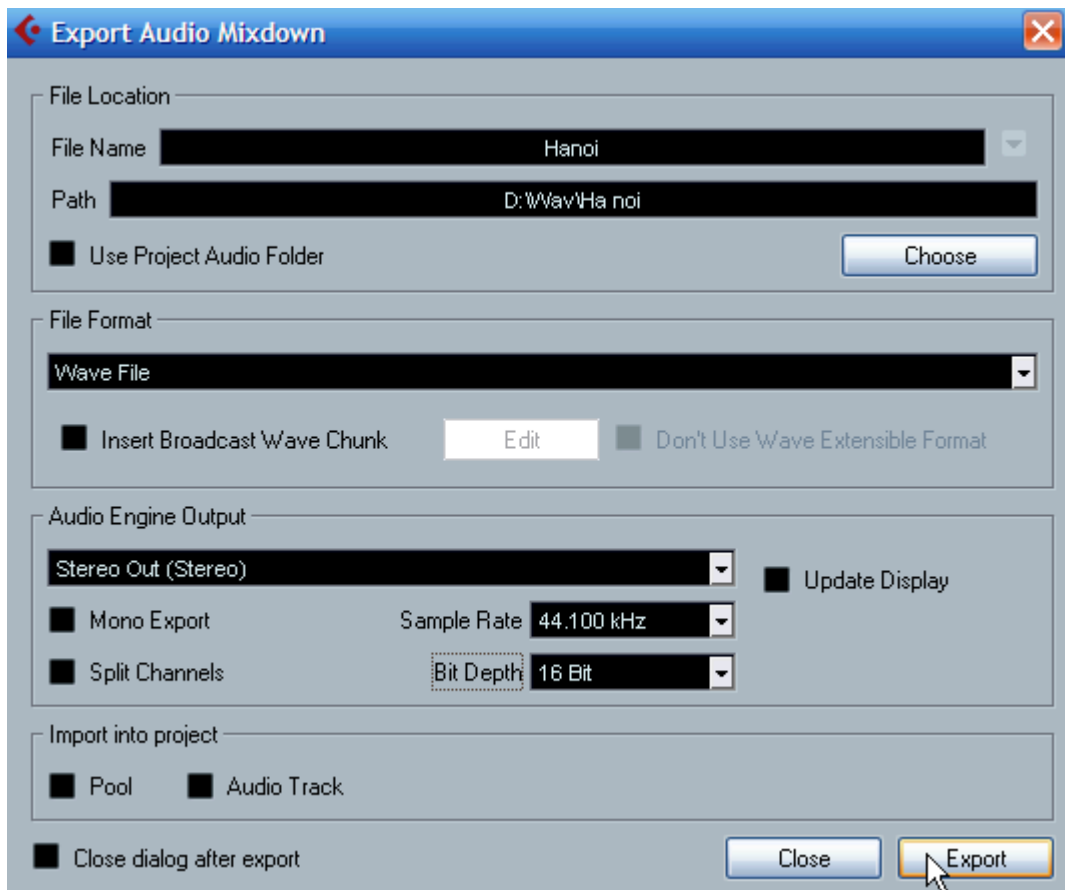 Export Audio Mixdown
File Location
File Name Hanoi
Path D:\Wav\Ha noi
Use Project Audio Folder Choose
File Format
Wave File
Insert Broadcast Wave Chunk Edit Don't Use Wave Extensible Format
Audio Engine Output
Stereo Out (Stereo)
Update Display
Mono Export Sample Rate 44.100 kHz
Split Channels Bit Depth 16 Bit
Import into project
Pool Audio Track
Close dialog after export Close Export